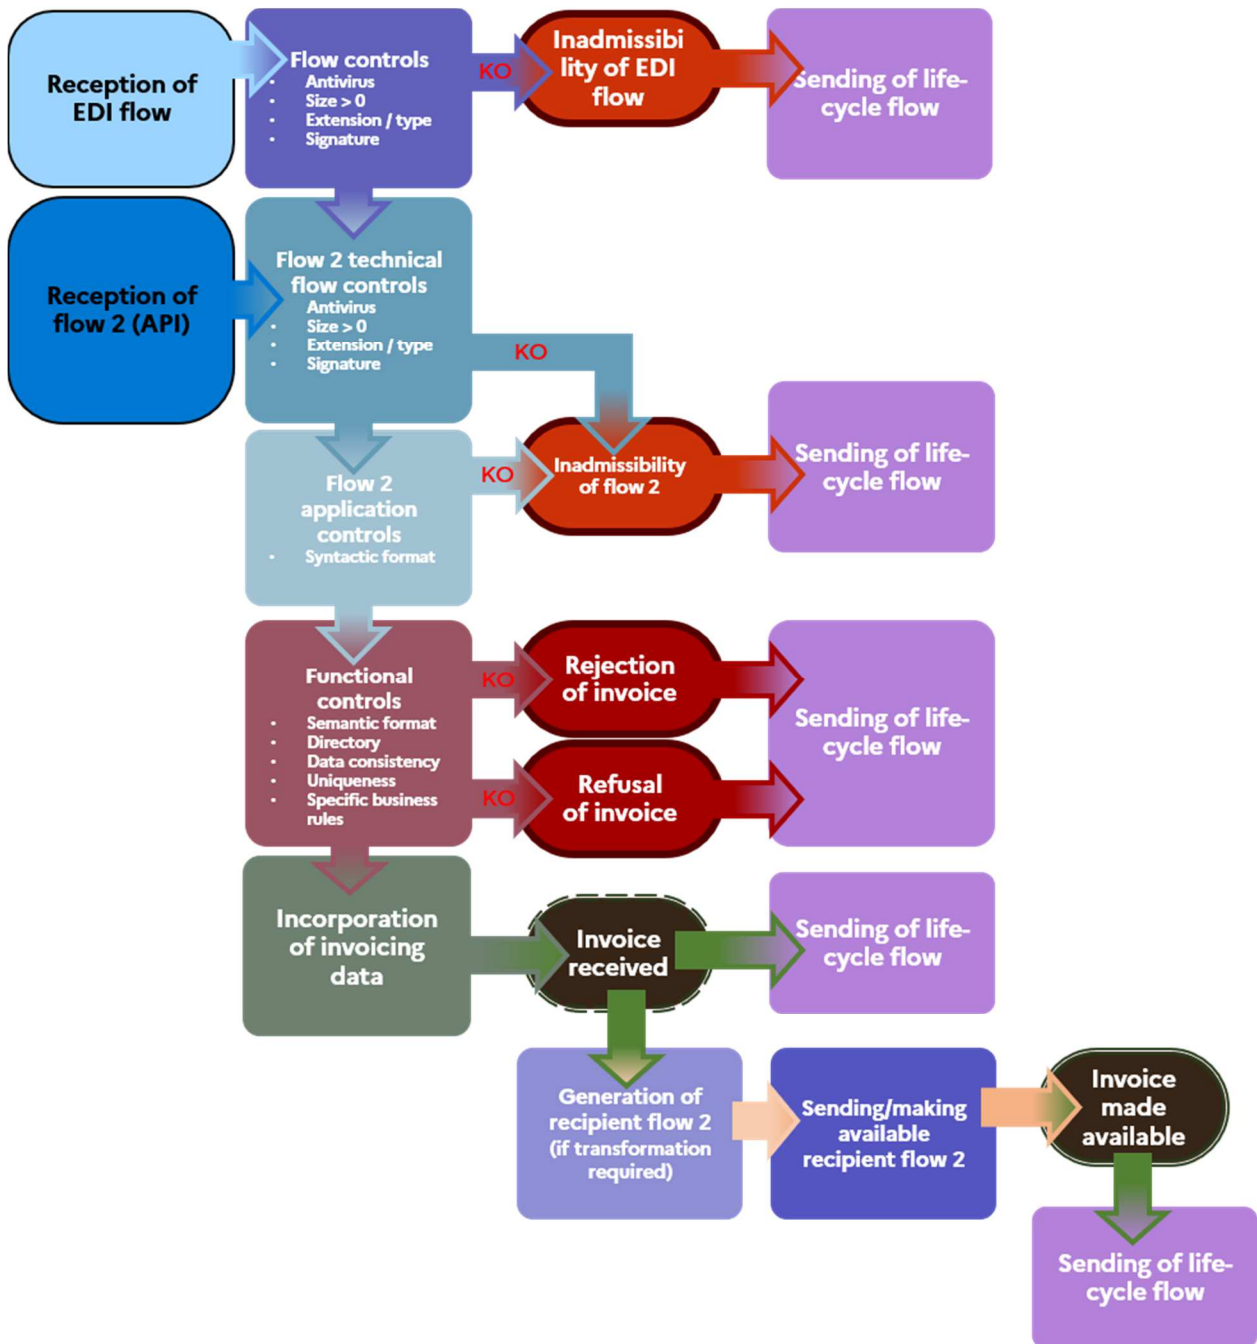 Reception of
EDI flow
Flow controls
• Antivirus
• Size > 0
• Extension / type
• Signature
KO
Inadmissibi
lity of EDI
flow
Sending of life-
cycle flow
Reception of
flow 2 (API)
Flow 2 technical
flow controls
• Antivirus
• Size > 0
• Extension / type
• Signature
KO
Flow 2
application
controls
• Syntactic format
KO
Inadmissibility
of flow 2
Sending of life-
cycle flow
Functional
controls
• Semantic format
• Directory
• Data consistency
• Uniqueness
• Specific business
rules
KO
Rejection
of invoice
KO
Refusal
of invoice
Sending of life-
cycle flow
Incorporation
of invoicing
data
Invoice
received
Sending of life-
cycle flow
Generation of
recipient flow 2
(if transformation
required)
Sending/making
available
recipient flow 2
Invoice
made
available
Sending of life-
cycle flow